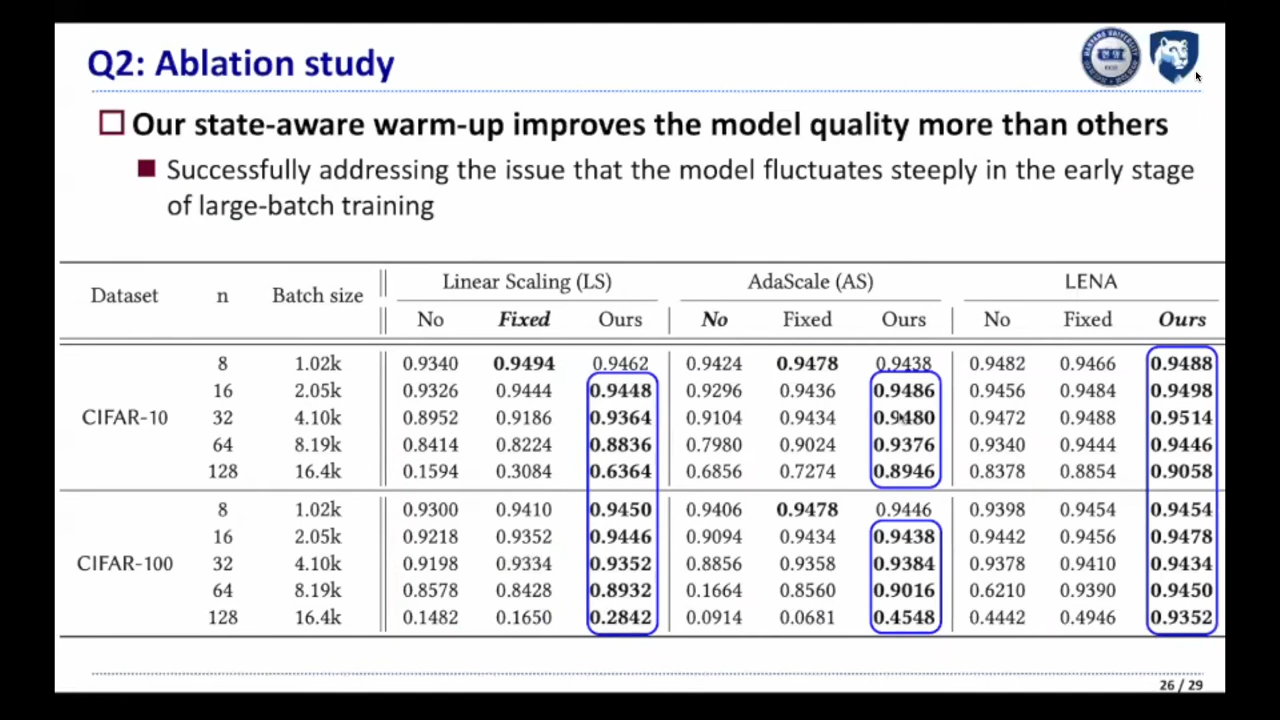 Q2: Ablation study
Our state-aware warm-up improves the model quality more than others
Successfully addressing the issue that the model fluctuates steeply in the early stage
of large-batch training
Dataset n Batch size Linear Scaling (LS) AdaScale (AS) LENA
No Fixed Ours No Fixed Ours No Fixed Ours
CIFAR-10
8 1.02k 0.9340 0.9494 0.9462 0.9424 0.9478 0.9438 0.9482 0.9466 0.9488
16 2.05k 0.9326 0.9444 0.9448 0.9296 0.9436 0.9486 0.9456 0.9484 0.9498
32 4.10k 0.8952 0.9186 0.9364 0.9104 0.9434 0.9480 0.9472 0.9488 0.9514
64 8.19k 0.8414 0.8224 0.8836 0.7980 0.9024 0.9376 0.9340 0.9444 0.9446
128 16.4k 0.1594 0.3084 0.6364 0.6856 0.7274 0.8946 0.8378 0.8854 0.9058
CIFAR-100
8 1.02k 0.9300 0.9410 0.9450 0.9406 0.9478 0.9446 0.9398 0.9454 0.9454
16 2.05k 0.9218 0.9352 0.9446 0.9094 0.9434 0.9438 0.9442 0.9456 0.9478
32 4.10k 0.9198 0.9334 0.9352 0.8856 0.9358 0.9384 0.9378 0.9410 0.9434
64 8.19k 0.8578 0.8428 0.8932 0.1664 0.8560 0.9016 0.6210 0.9390 0.9450
128 16.4k 0.1482 0.1650 0.2842 0.0914 0.0681 0.4548 0.4442 0.4946 0.9352
26 / 29